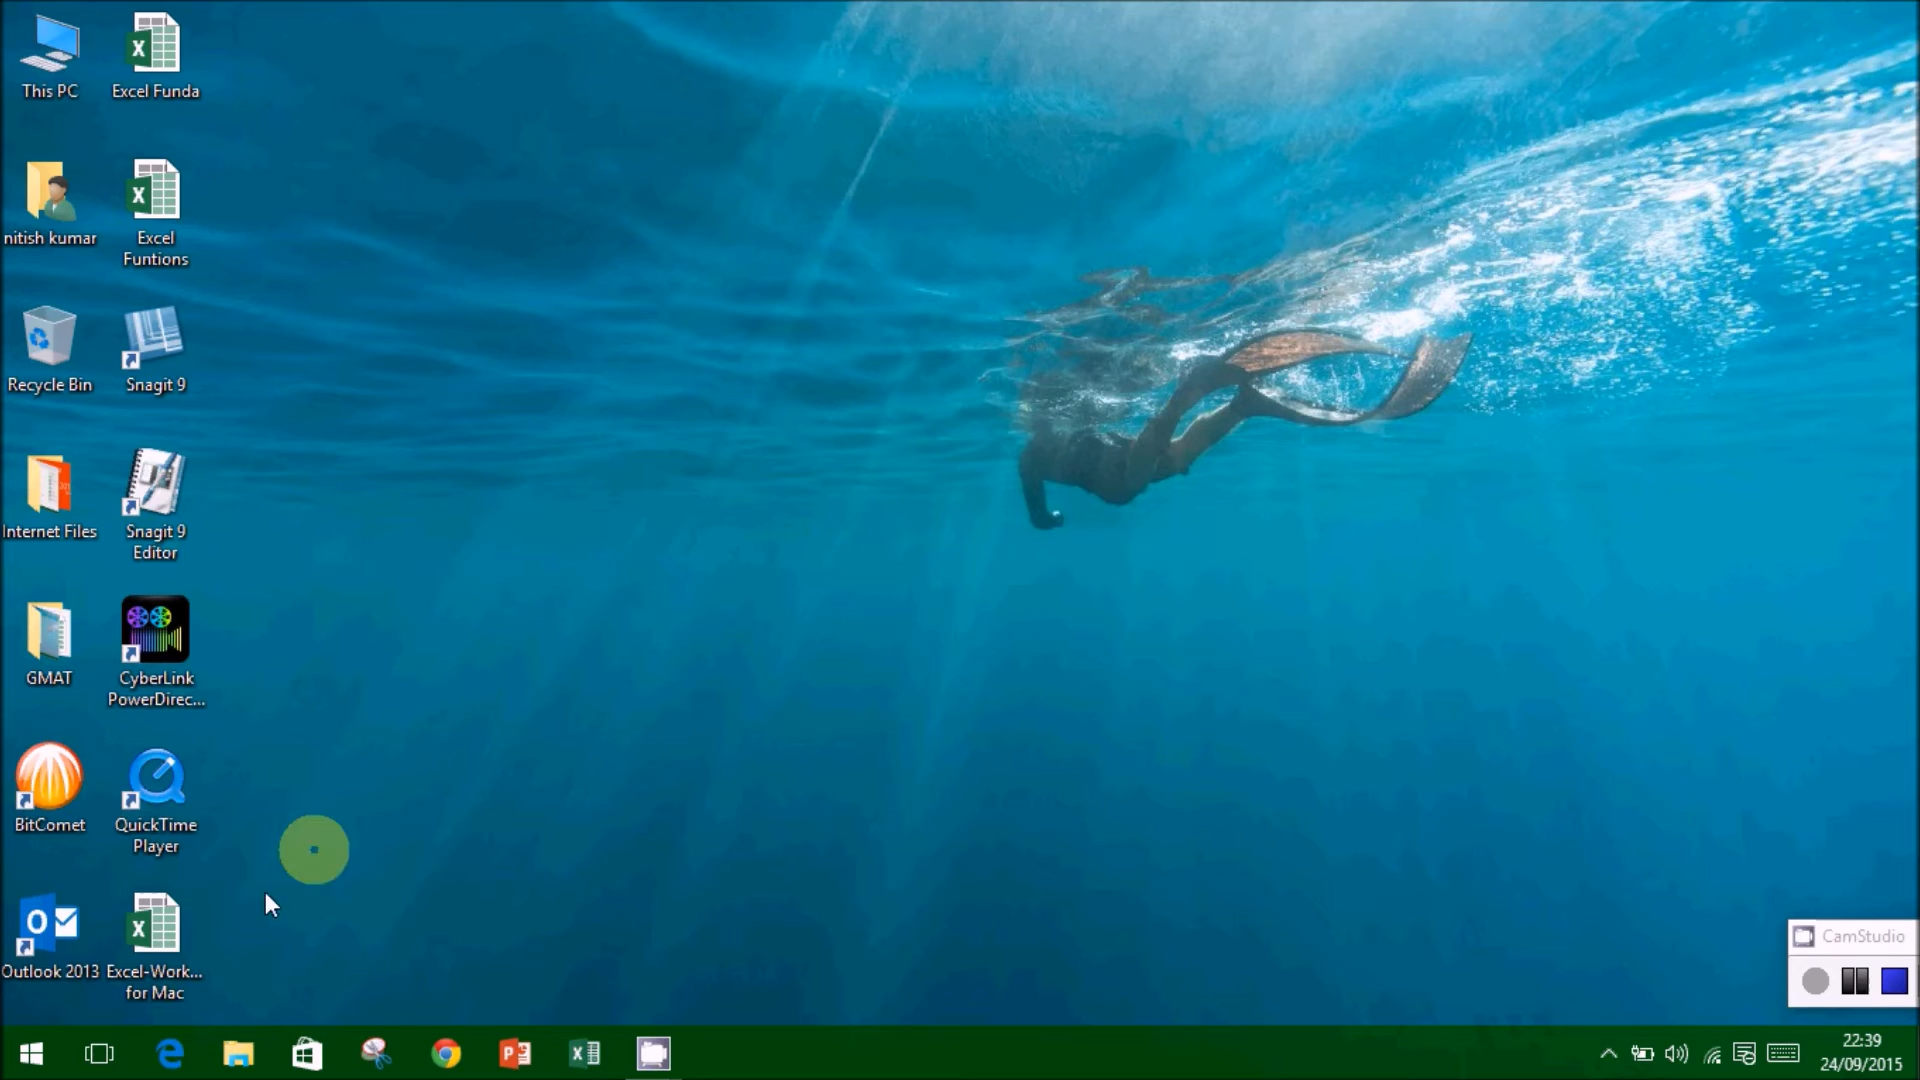 This PC
Excel Funda
nitish kumar
Excel
Funtions
Recycle Bin
Snagit 9
Internet Files
Snagit 9
Editor
GMAT
CyberLink
PowerDirec...
BitComet
QuickTime
Player
Outlook 2013
Excel-Work...
for Mac
CamStudio
22:39
24/09/2015